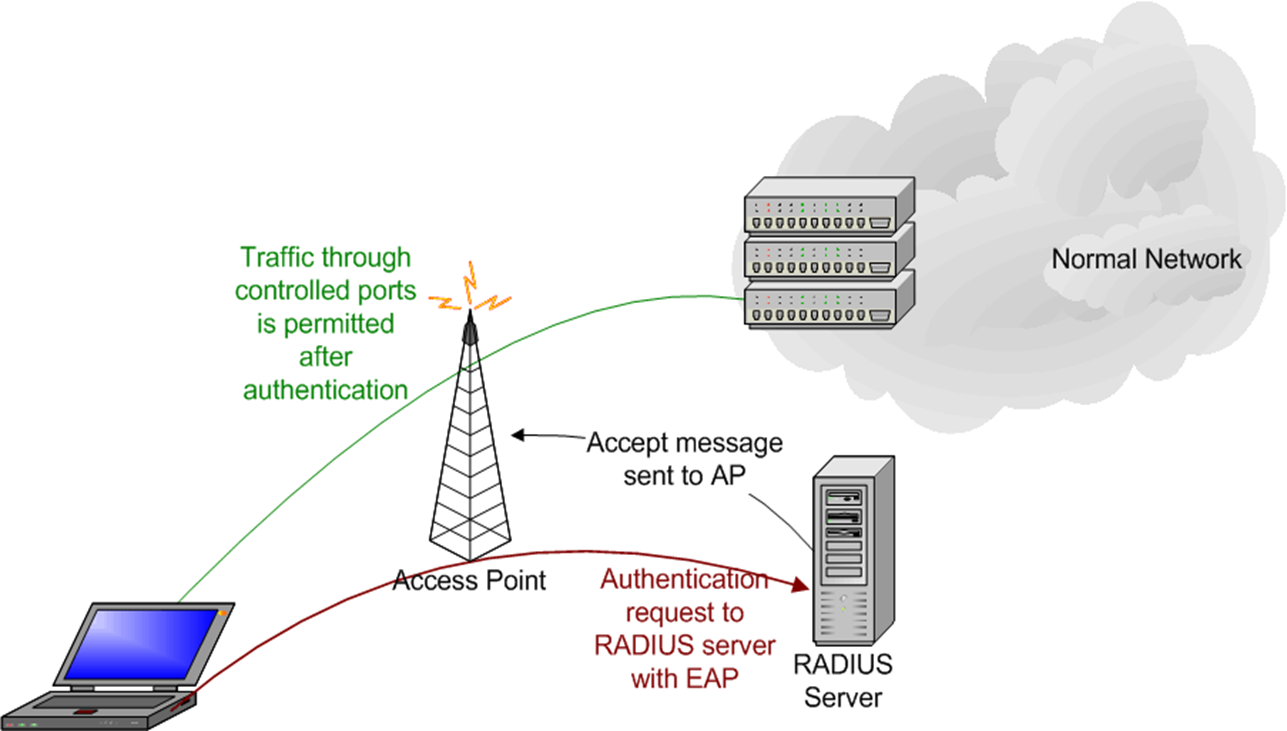 Normal Network
Traffic through
controlled ports
is permitted
after
authentication
Accept message
sent to AP
Access Point
Authentication
request to
RADIUS server
with EAP
RADIUS
Server